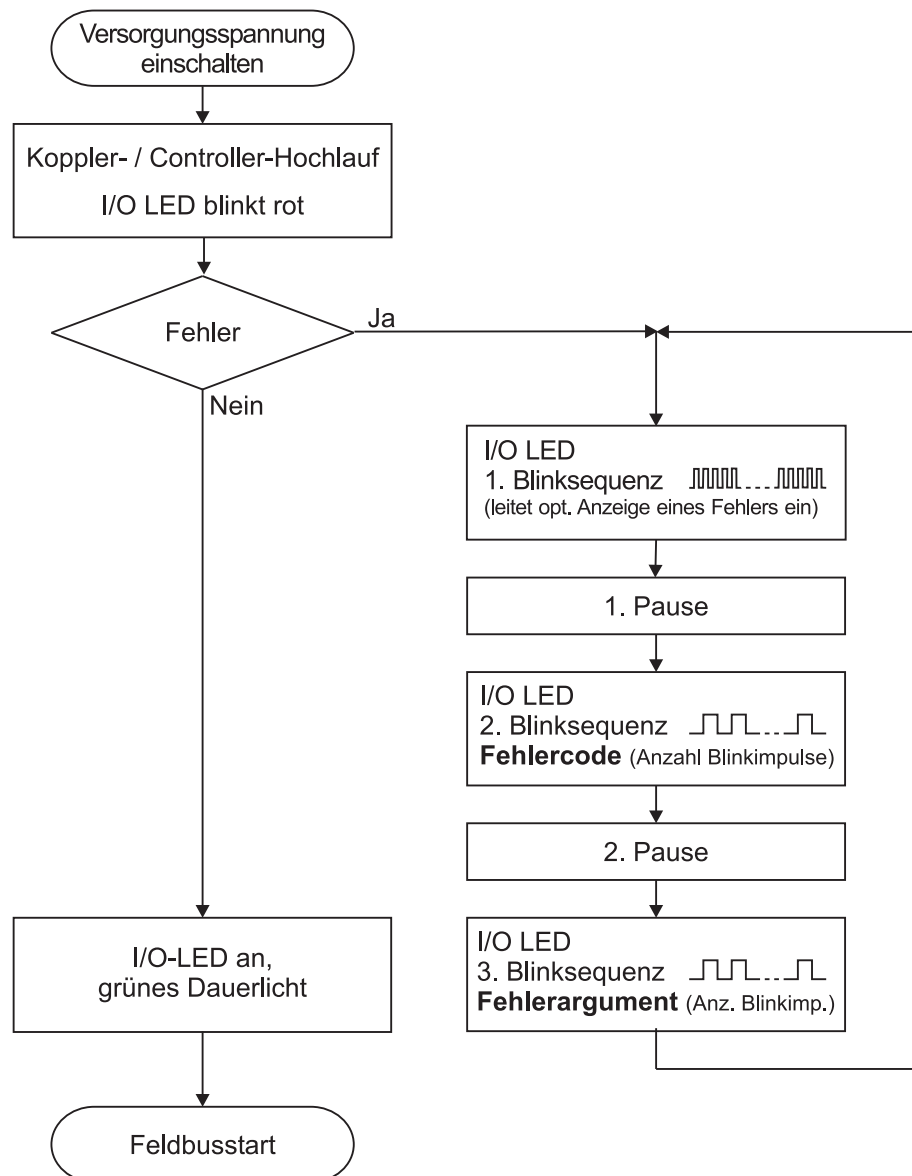 Versorgungsspannung
einschalten
Koppler- / Controller-Hochlauf
I/O LED blinkt rot
Fehler
Ja
Nein
I/O LED
1. Blinksequenz
(leitet opt. Anzeige eines Fehlers ein)
1. Pause
I/O LED
2. Blinksequenz
Fehlercode (Anzahl Blinkimpulse)
2. Pause
I/O LED
3. Blinksequenz
Fehlerargument (Anz. Blinkimp.)
I/O-LED an,
grünes Dauerlicht
Feldbusstart